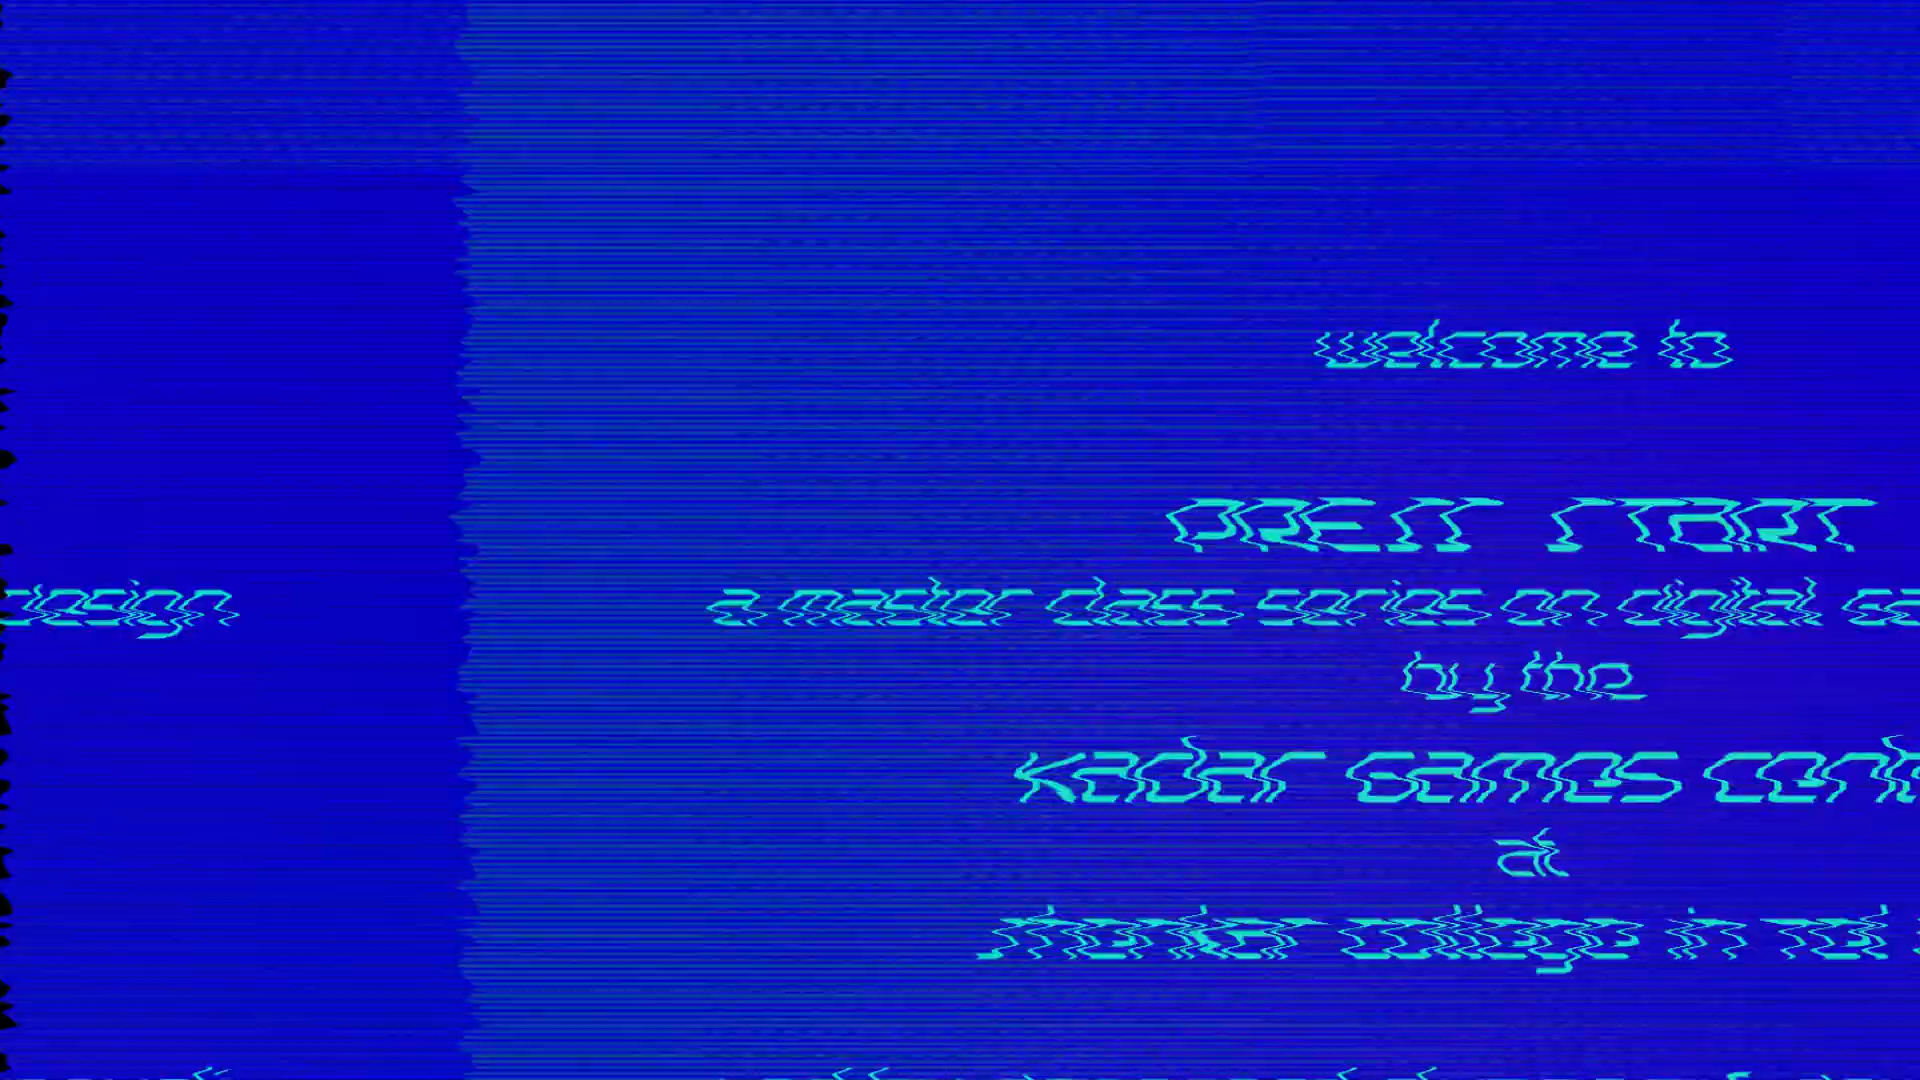 welcome to
PRESS START
design a master class series on digital ga
by the
Kadar Games cent
at
shenkar college in tel